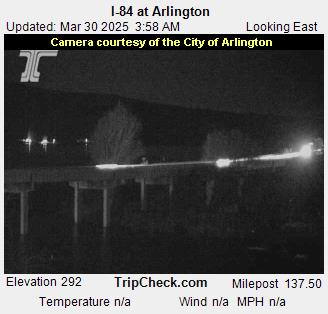 I-84 at Arlington
Updated: Mar 30 2025 3:58 AM Looking East
Camera courtesy of the City of Arlington
Elevation 292 TripCheck.com Milepost 137.50
Temperature n/a Wind n/a MPH n/a